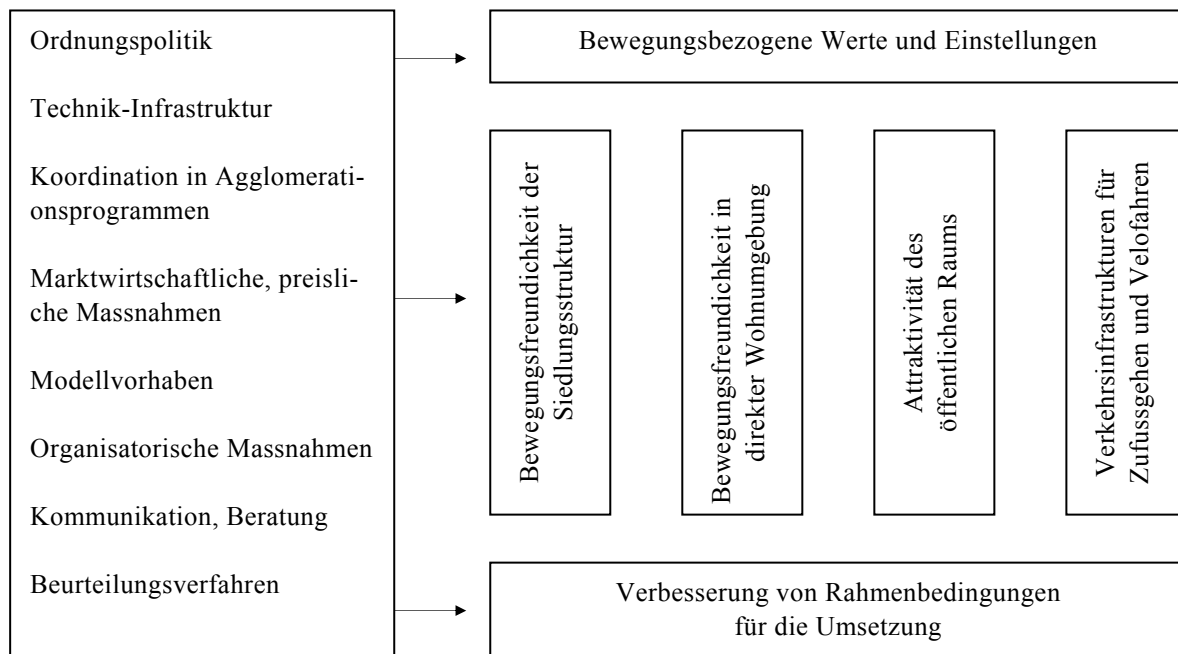 Ordnungspolitik
Technik-Infrastruktur
Koordination in Agglomerati-
onsprogrammen
Marktwirtschaftliche, preisli-
che Massnahmen
Modellvorhaben
Organisatorische Massnahmen
Kommunikation, Beratung
Beurteilungsverfahren
Bewegungsbezogene Werte und Einstellungen
Bewegungsfreundichkeit der
Siedlungsstruktur
Bewegungsfreundichkeit in
direkter Wohnumgebung
Attraktivität des
öffentlichen Raums
Verkehrsinfrastrukturen für
Zufussgehen und Velofahren
Verbesserung von Rahmenbedingungen
für die Umsetzung